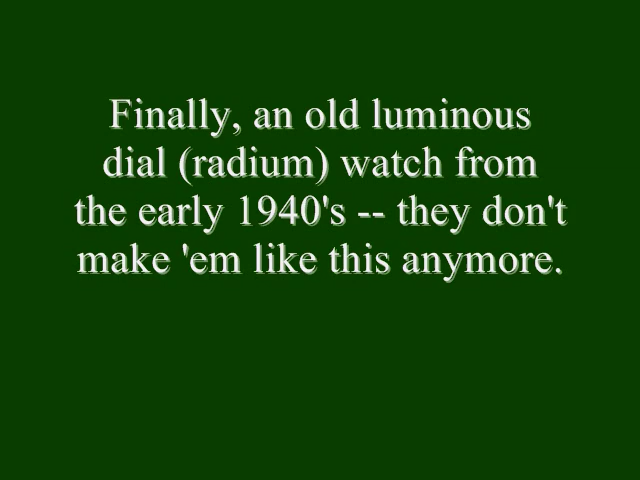 Finally, an old luminous
dial (radium) watch from
the early 1940's -- they don't
make 'em like this anymore.